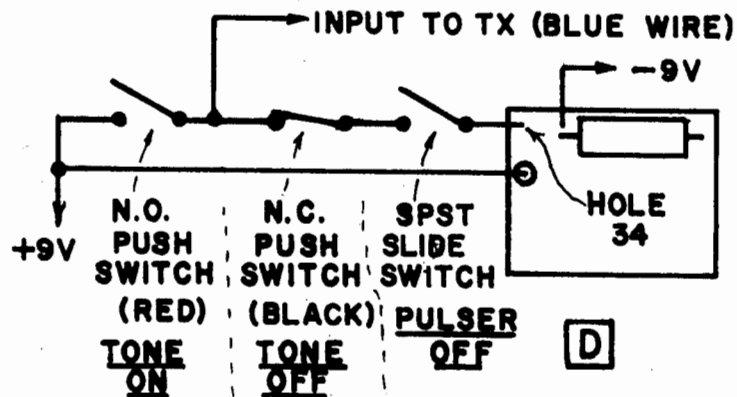 INPUT TO TX (BLUE WIRE)
-9V
+9V
N.O.
PUSH
SWITCH
(RED)
TONE
ON
N.C.
PUSH
SWITCH
(BLACK)
TONE
OFF
SPST
SLIDE
SWITCH
PULSER
OFF
HOLE
34
D